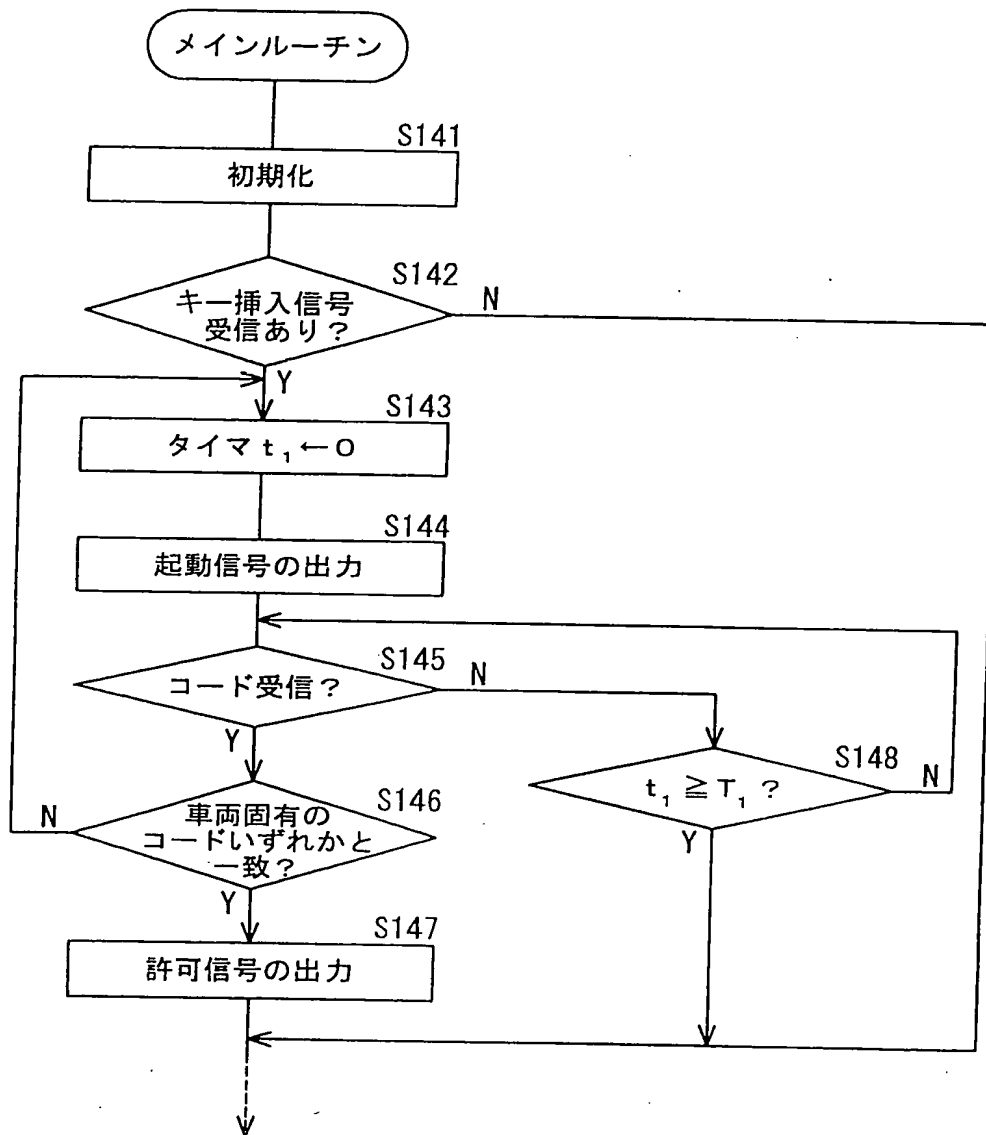 メインルーチン
S141
初期化
S142
キー挿入信号
受信あり?
N
Y
S143
タイマ t₁ ← 0
S144
起動信号の出力
S145
コード受信?
N
Y
S148
t₁ ≧ T₁ ?
N
Y
S146
車両固有の
コードいずれかと
一致?
N
Y
S147
許可信号の出力